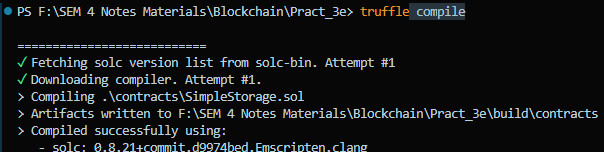 PS F:\SEM 4 Notes Materials\Blockchain\Pract_3e> truffle compile
===========================
✓ Fetching solc version list from solc-bin. Attempt #1
✓ Downloading compiler. Attempt #1.
> Compiling .\contracts\SimpleStorage.sol
> Artifacts written to F:\SEM 4 Notes Materials\Blockchain\Pract_3e\build\contracts
> Compiled successfully using:
- solc: 0.8.21+commit.d9974bed.Emscripten.clang